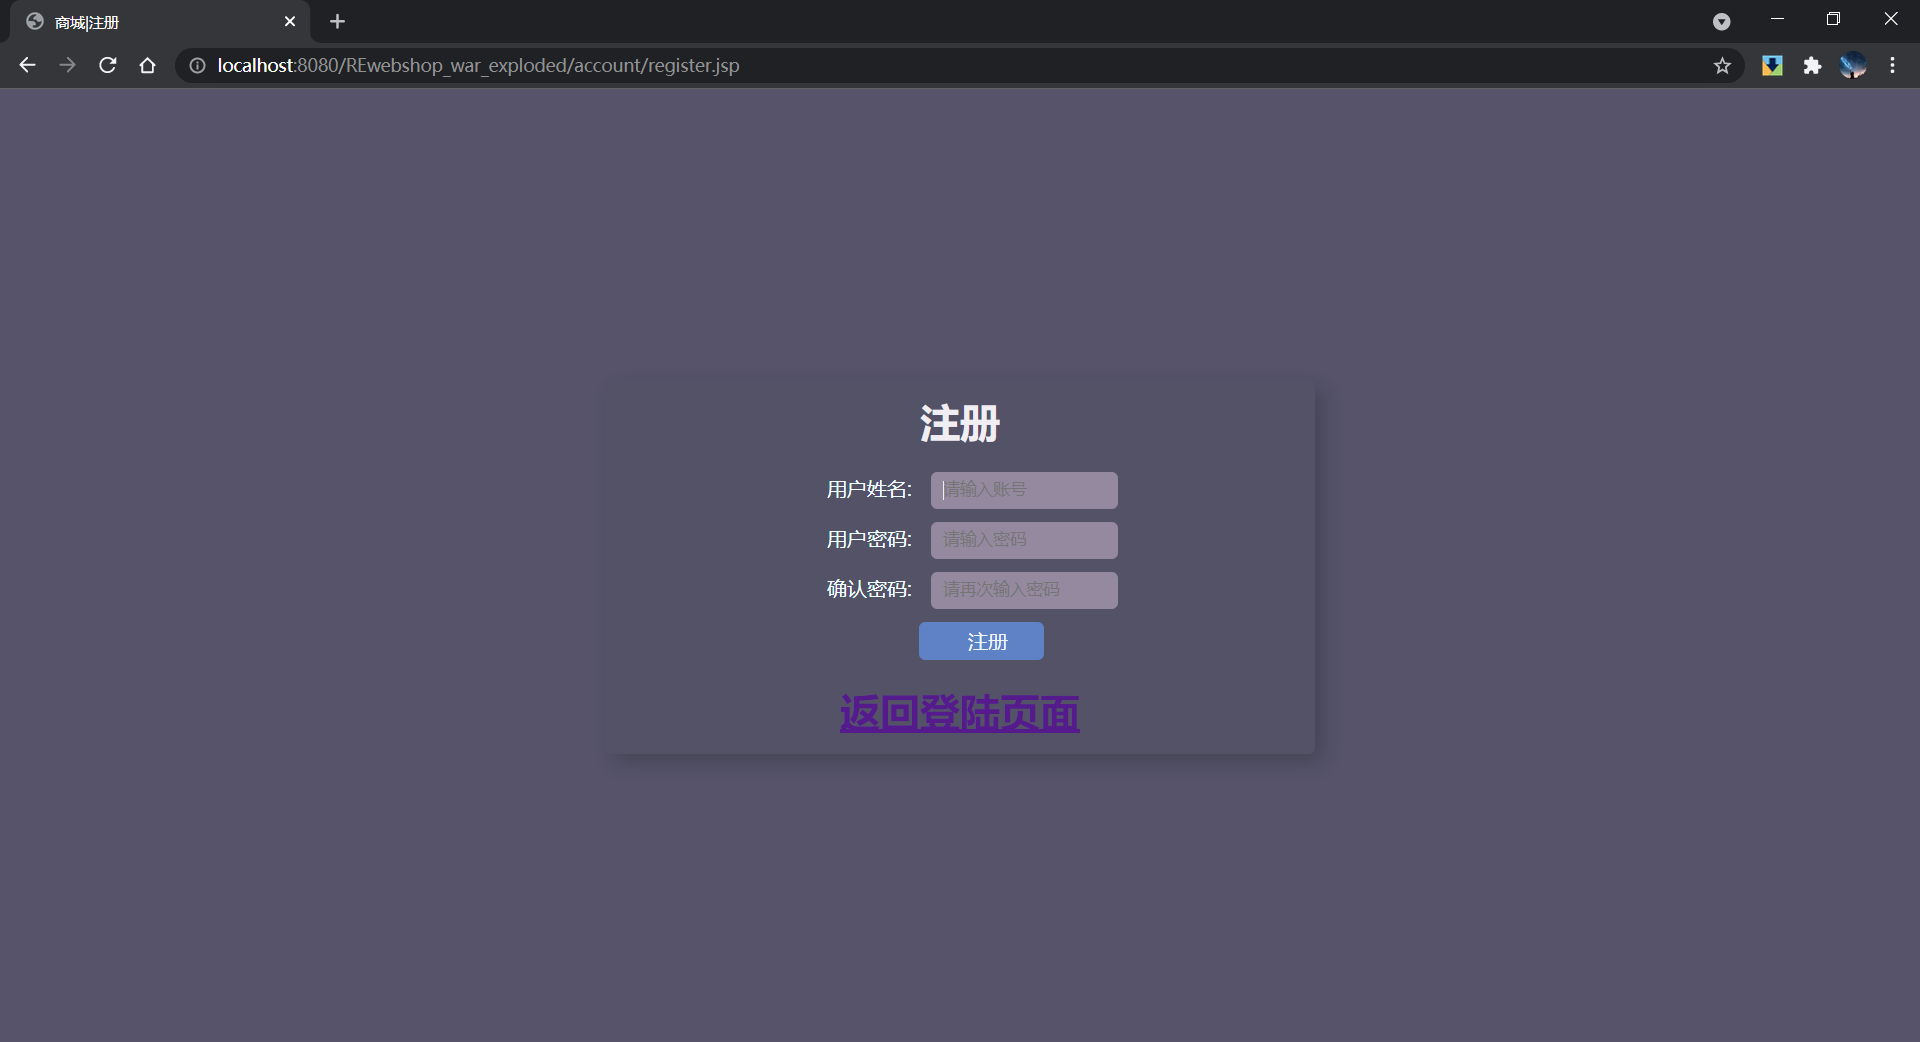 商城|注册
localhost:8080/REwebshop_war_exploded/account/register.jsp
注册
用户姓名: 请输入账号
用户密码: 请输入密码
确认密码: 请再次输入密码
注册
返回登陆页面